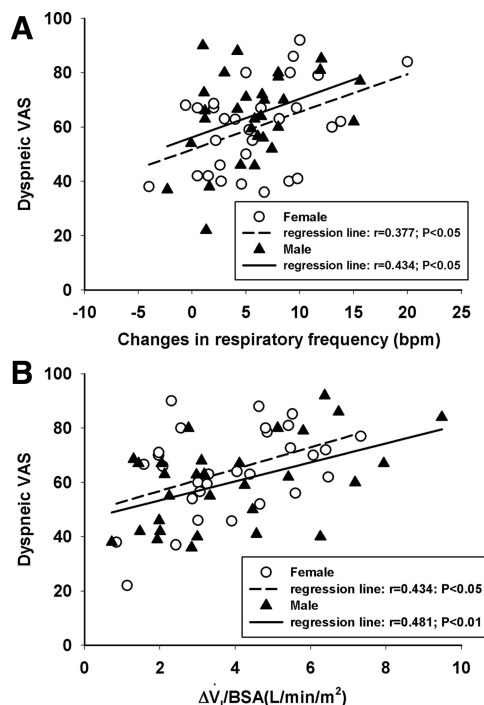 A
100
80
60
40
20
0
Dyspneic VAS
Female
regression line: r=0.377; P<0.05
Male
regression line: r=0.434; P<0.05
-10 -5 0 5 10 15 20 25
Changes in respiratory frequency (bpm)
B
100
80
60
40
20
0
Dyspneic VAS
Female
regression line: r=0.434: P<0.05
Male
regression line: r=0.481; P<0.01
0 2 4 6 8 10
ΔV̇I/BSA(L/min/m²)